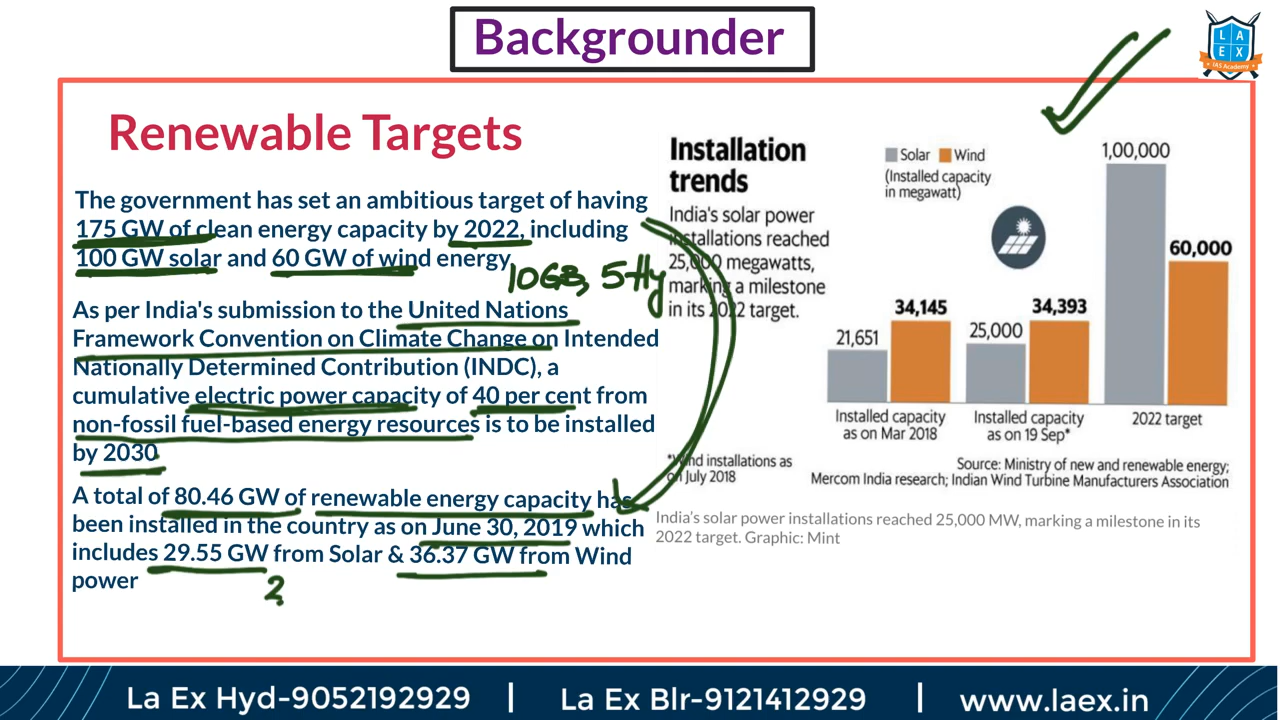 Backgrounder
L A
E X
IAS Academy
Renewable Targets
The government has set an ambitious target of having
175 GW of clean energy capacity by 2022, including
100 GW solar and 60 GW of wind energy
10GB, 5Hy
As per India's submission to the United Nations
Framework Convention on Climate Change on Intended
Nationally Determined Contribution (INDC), a
cumulative electric power capacity of 40 per cent from
non-fossil fuel-based energy resources is to be installed
by 2030
A total of 80.46 GW of renewable energy capacity has
been installed in the country as on June 30, 2019 which
includes 29.55 GW from Solar & 36.37 GW from Wind
power
2
Installation
trends
India's solar power
installations reached
25,000 megawatts,
marking a milestone
in its 2022 target.
Solar Wind
(Installed capacity
in megawatt)
21,651
34,145
25,000
34,393
1,00,000
60,000
Installed capacity
as on Mar 2018
Installed capacity
as on 19 Sep*
2022 target
*Wind installations as
on July 2018
Source: Ministry of new and renewable energy;
Mercom India research; Indian Wind Turbine Manufacturers Association
India's solar power installations reached 25,000 MW, marking a milestone in its
2022 target. Graphic: Mint
La Ex Hyd-9052192929 | La Ex Blr-9121412929 | www.laex.in